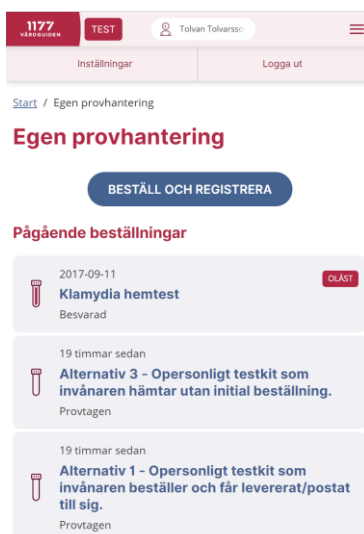 1177
VÅRDGUIDEN
TEST
Tolvan Tolvarsso
Inställningar
Logga ut
Start / Egen provhantering
Egen provhantering
BESTÄLL OCH REGISTRERA
Pågående beställningar
2017-09-11
OLÄST
Klamydia hemtest
Besvarad
19 timmar sedan
Alternativ 3 - Opersonligt testkit som
invånaren hämtar utan initial beställning.
Provtagen
19 timmar sedan
Alternativ 1 - Opersonligt testkit som
invånaren beställer och får levererat/postat
till sig.
Provtagen